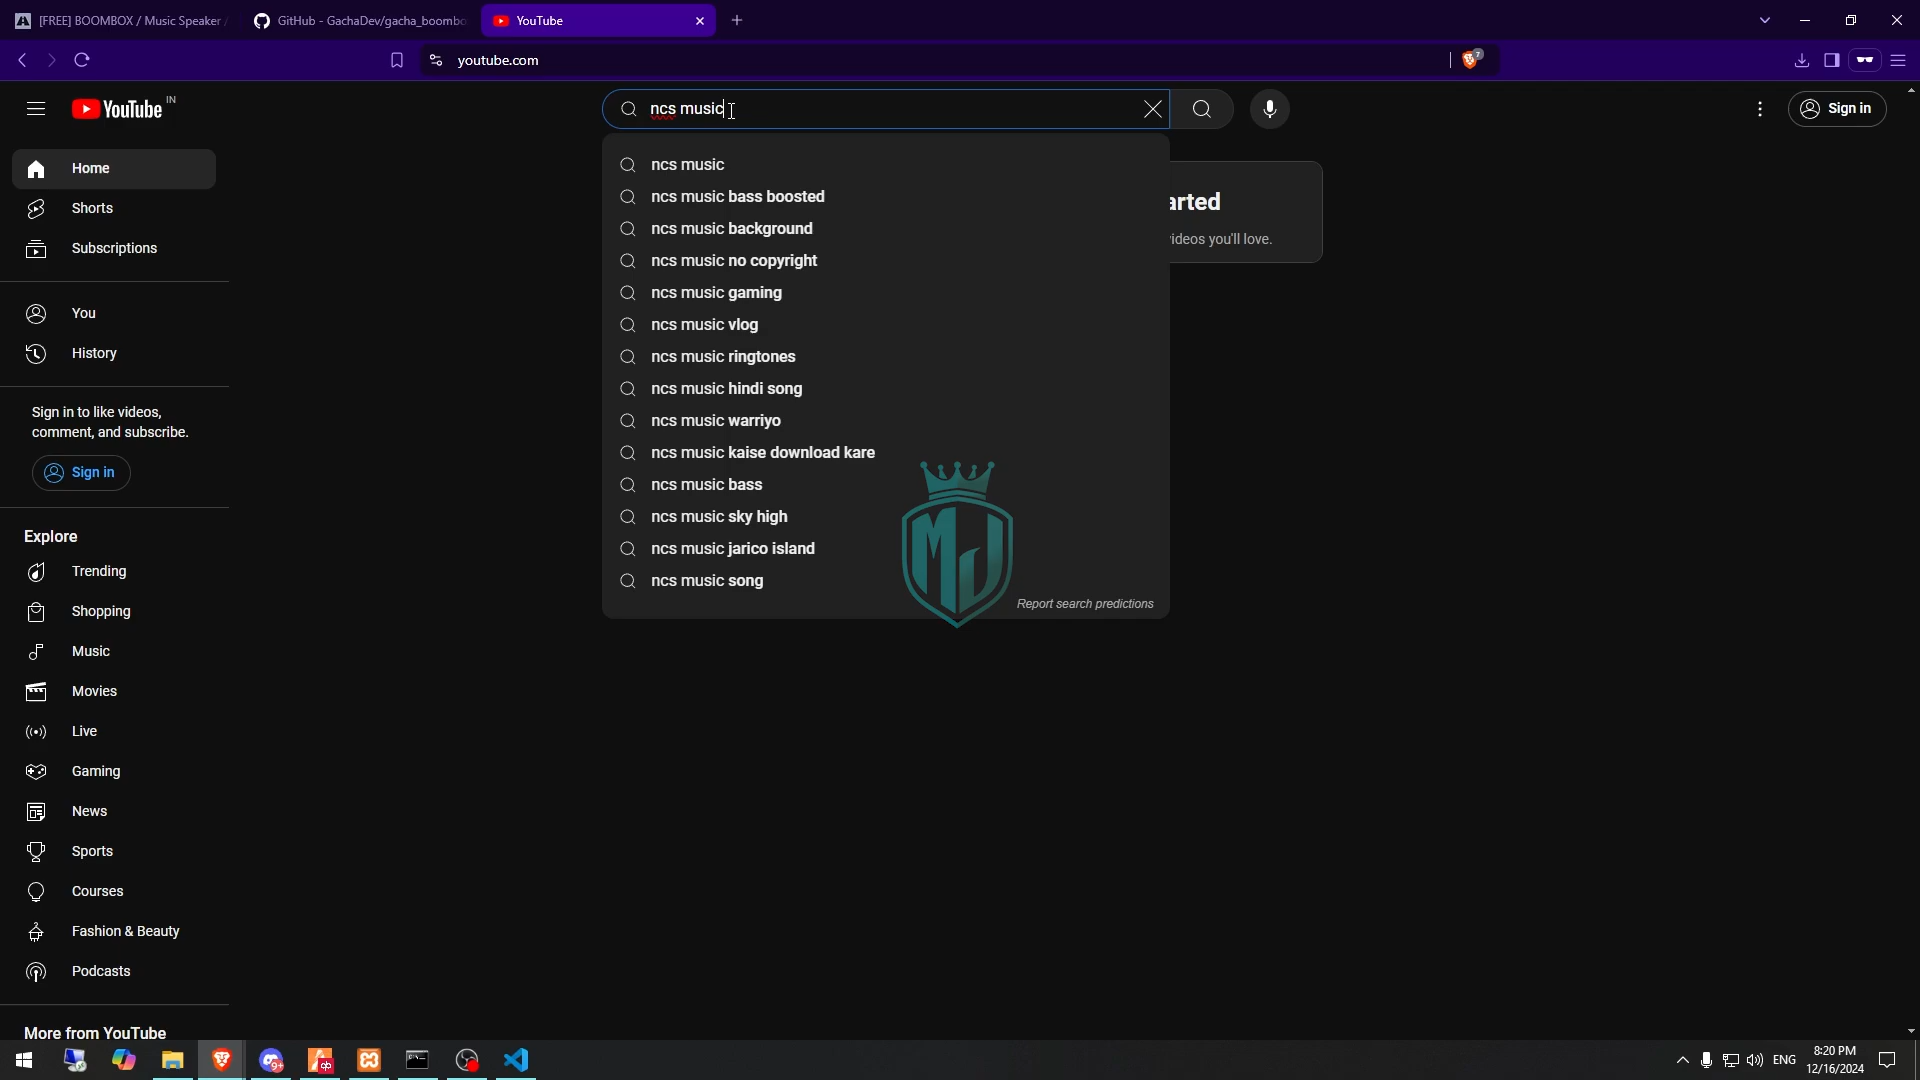 [FREE] BOOMBOX / Music Speaker /
GitHub - GachaDev/gacha_boombo
YouTube
youtube.com
7
YouTube IN
ncs music
Sign in
Home
Shorts
Subscriptions
You
History
Sign in to like videos,
comment, and subscribe.
Sign in
Explore
Trending
Shopping
Music
Movies
Live
Gaming
News
Sports
Courses
Fashion & Beauty
Podcasts
More from YouTube
ncs music
ncs music bass boosted
ncs music background
ncs music no copyright
ncs music gaming
ncs music vlog
ncs music ringtones
ncs music hindi song
ncs music warriyo
ncs music kaise download kare
ncs music bass
ncs music sky high
ncs music jarico island
ncs music song
Report search predictions
arted
videos you'll love.
MJ
9+
ENG
8:20 PM
12/16/2024